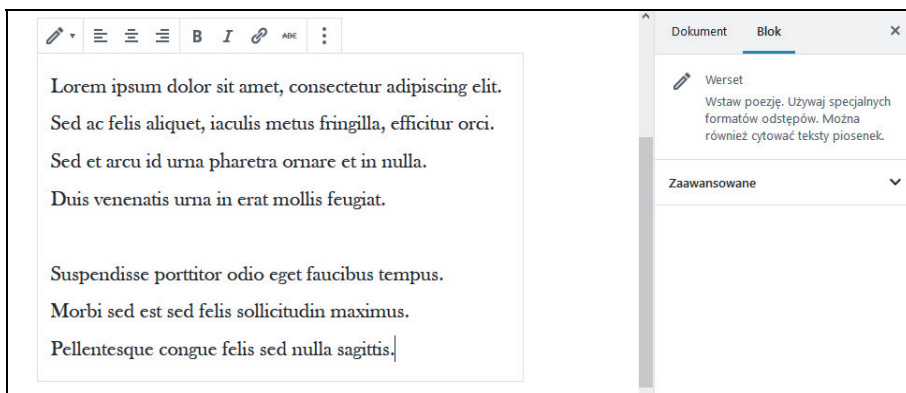 B I ABC
Lorem ipsum dolor sit amet, consectetur adipiscing elit.
Sed ac felis aliquet, iaculis metus fringilla, efficitur orci.
Sed et arcu id urna pharetra ornare et in nulla.
Duis venenatis urna in erat mollis feugiat.
Suspendisse porttitor odio eget faucibus tempus.
Morbi sed est sed felis sollicitudin maximus.
Pellentesque congue felis sed nulla sagittis.
Dokument Blok
Werset
Wstaw poezję. Używaj specjalnych
formatów odstępów. Można
również cytować teksty piosenek.
Zaawansowane